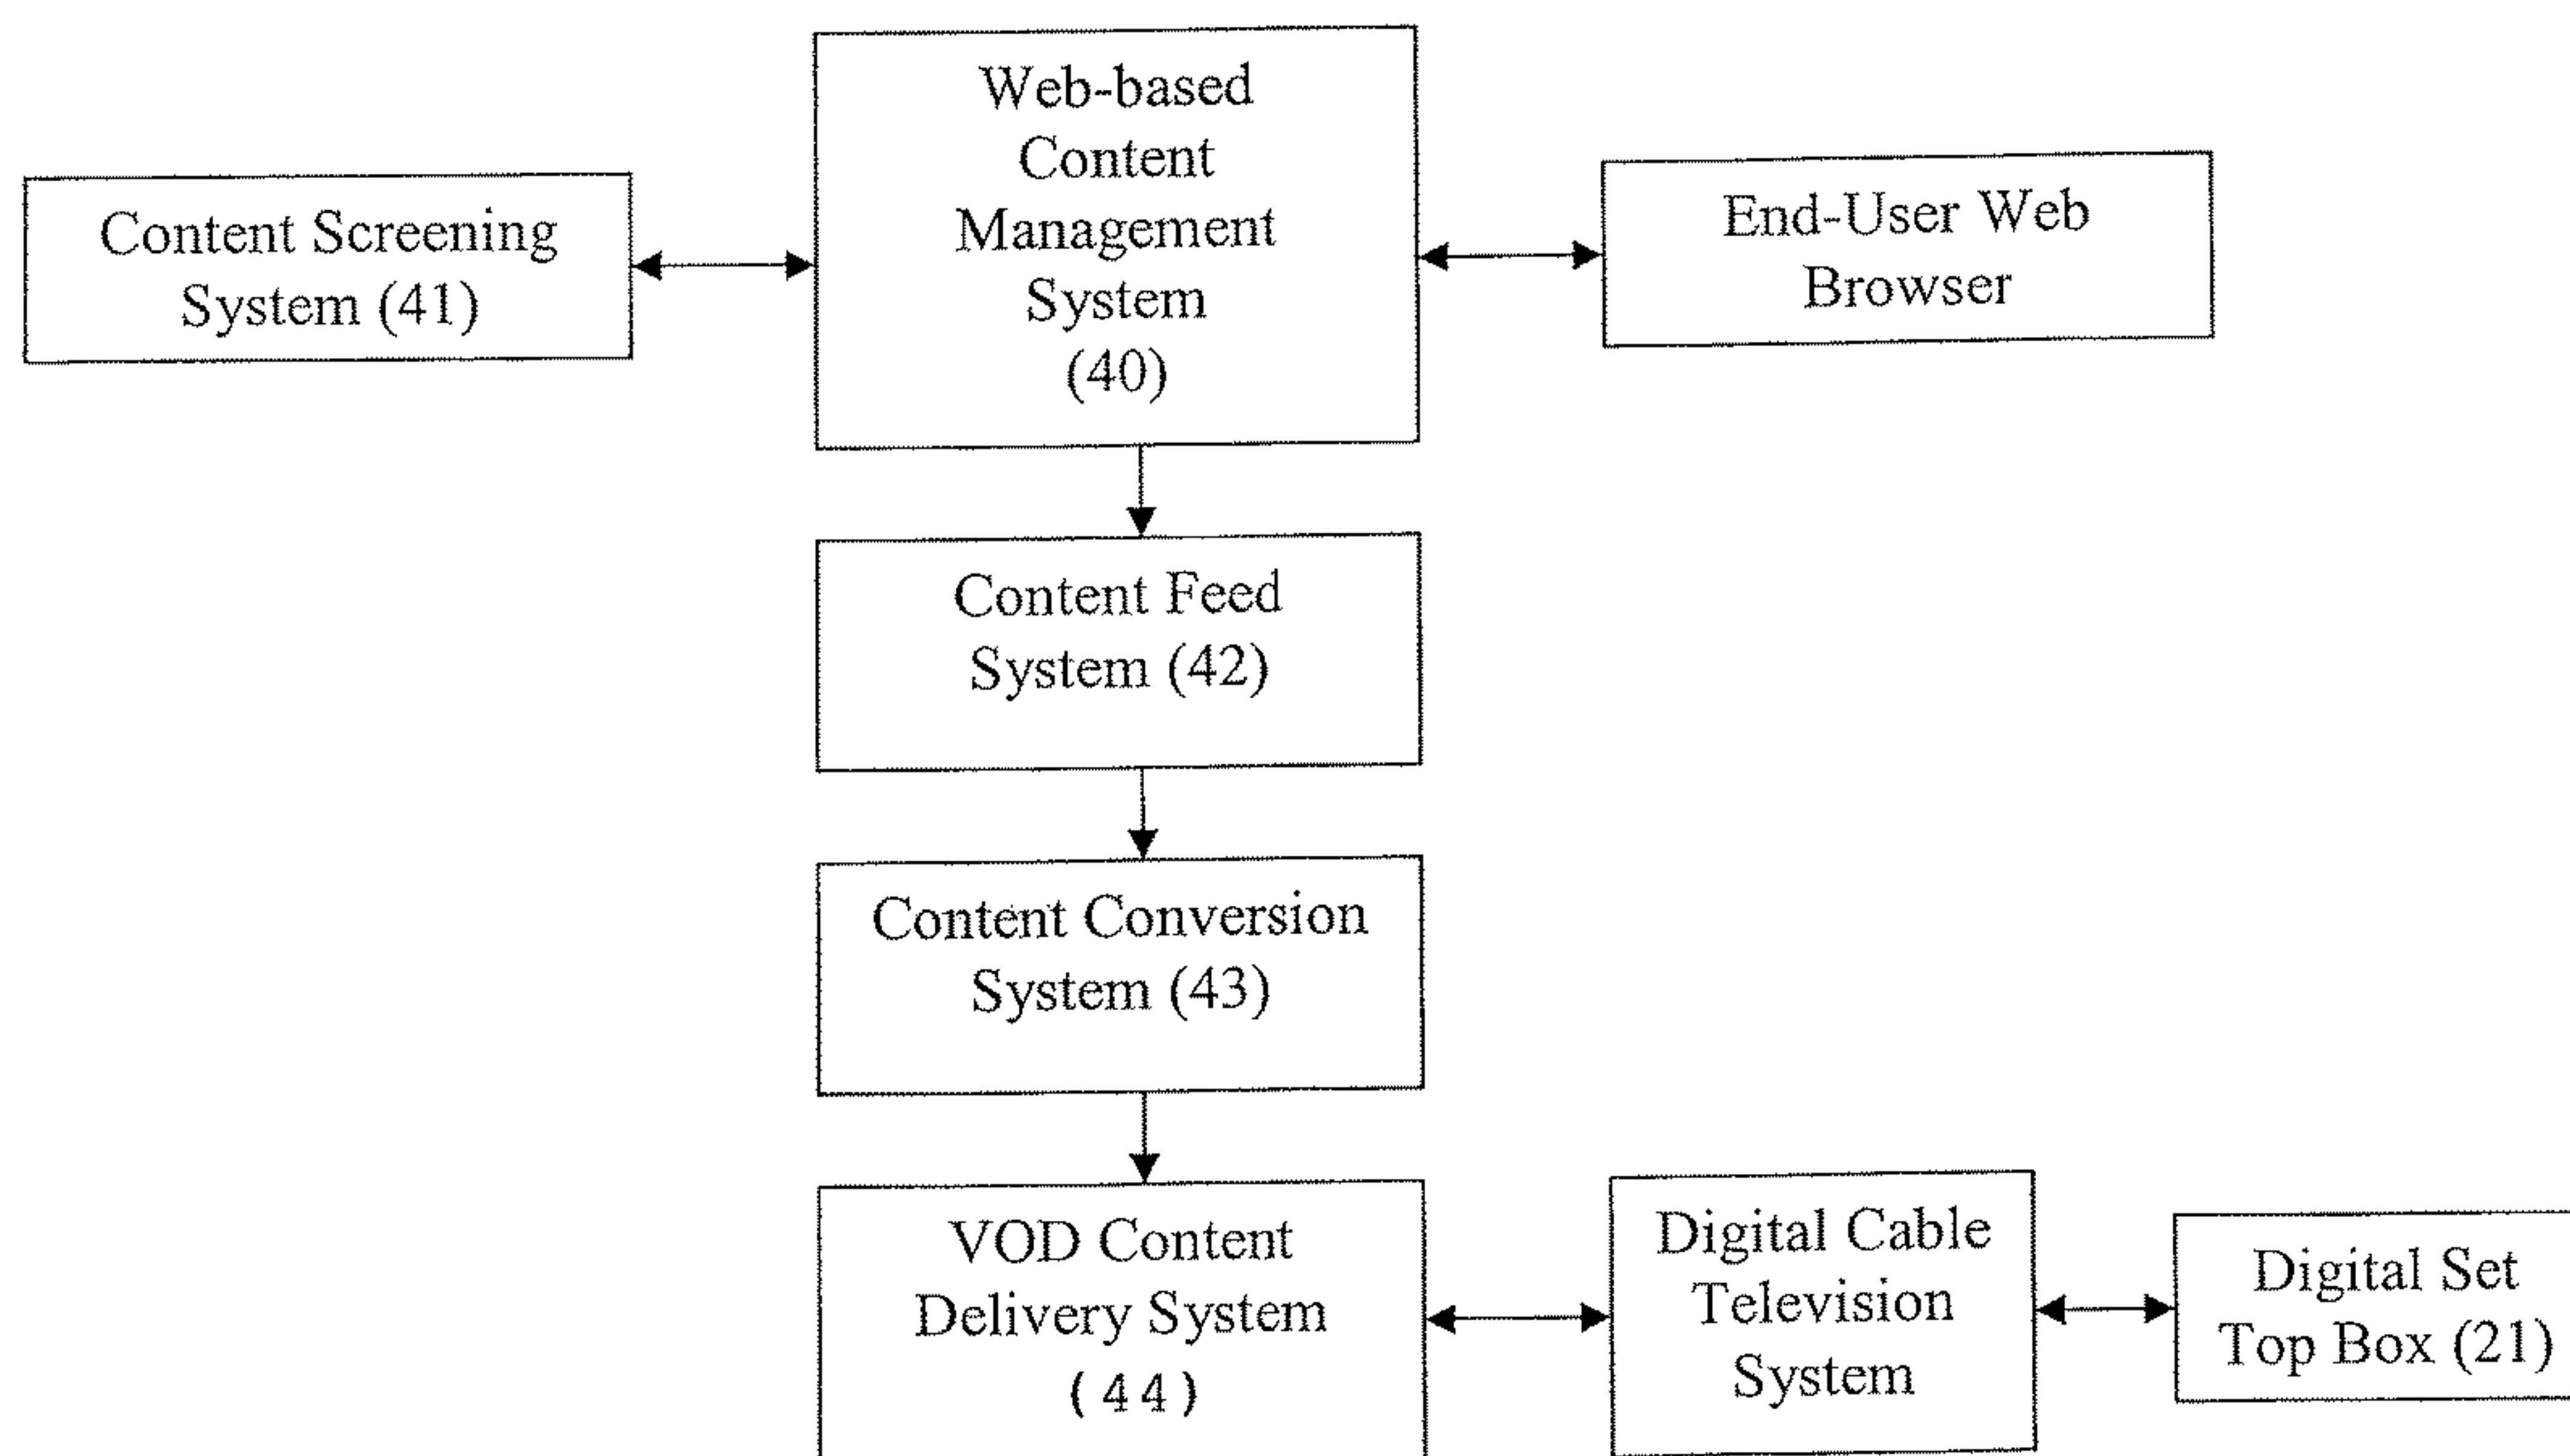 Web-based
Content
Management
System
(40)
Content Screening
System (41)
End-User Web
Browser
Content Feed
System (42)
Content Conversion
System (43)
VOD Content
Delivery System
(44)
Digital Cable
Television
System
Digital Set
Top Box (21)